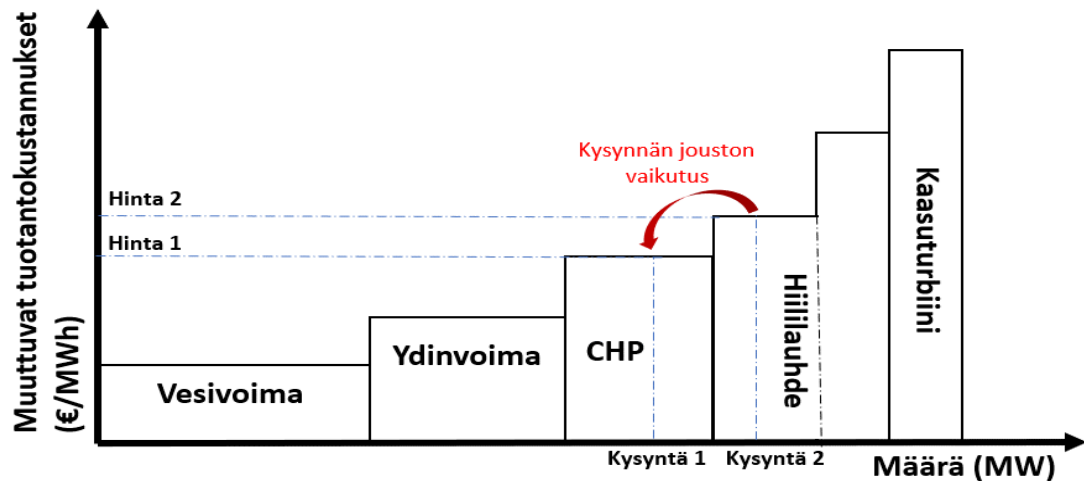 Muuttuvat tuotantokustannukset
(€/MWh)
Kysynnän jouston
vaikutus
Hinta 2
Hinta 1
Vesivoima
Ydinvoima
CHP
Hiililauhde
Kaasuturbiini
Kysyntä 1
Kysyntä 2
Määrä (MW)